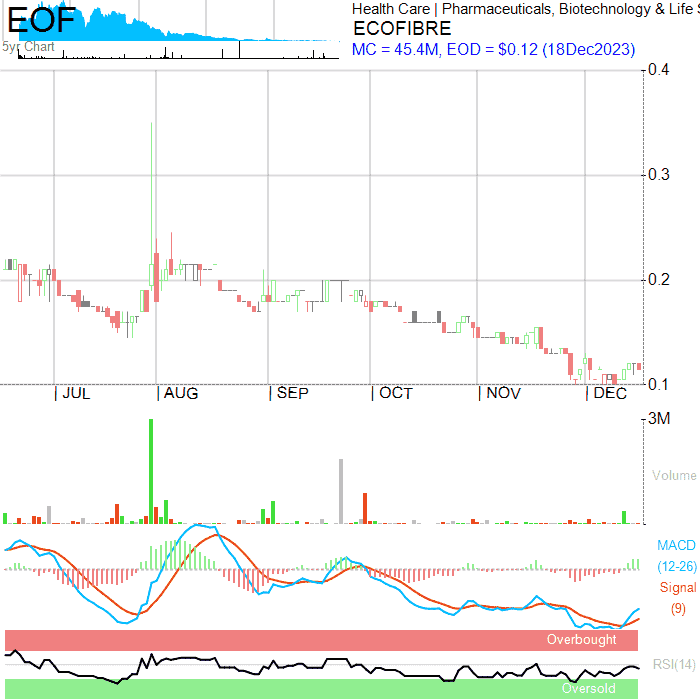 EOF
5yr Chart
Health Care | Pharmaceuticals, Biotechnology & Life
ECOFIBRE
MC = 45.4M, EOD = $0.12 (18Dec2023)
0.4
0.3
0.2
0.1
| JUL | AUG | SEP | OCT | NOV | DEC
3M
Volume
MACD
(12-26)
Signal
(9)
Overbought
RSI(14)
Oversold